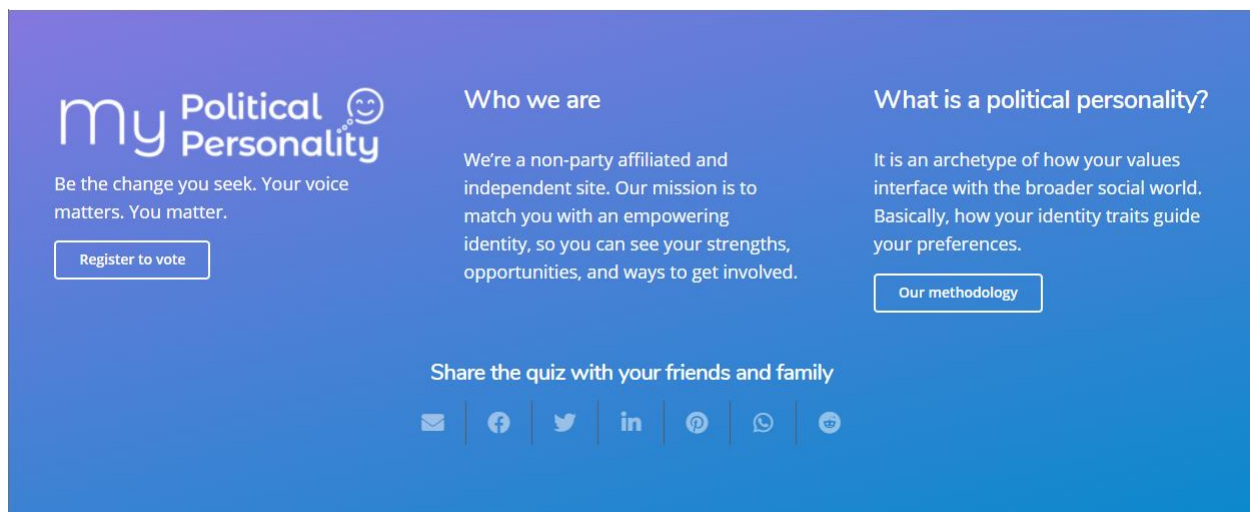 my Political
Personality
Be the change you seek. Your voice
matters. You matter.
Register to vote
Who we are
We’re a non-party affiliated and
independent site. Our mission is to
match you with an empowering
identity, so you can see your strengths,
opportunities, and ways to get involved.
What is a political personality?
It is an archetype of how your values
interface with the broader social world.
Basically, how your identity traits guide
your preferences.
Our methodology
Share the quiz with your friends and family
in